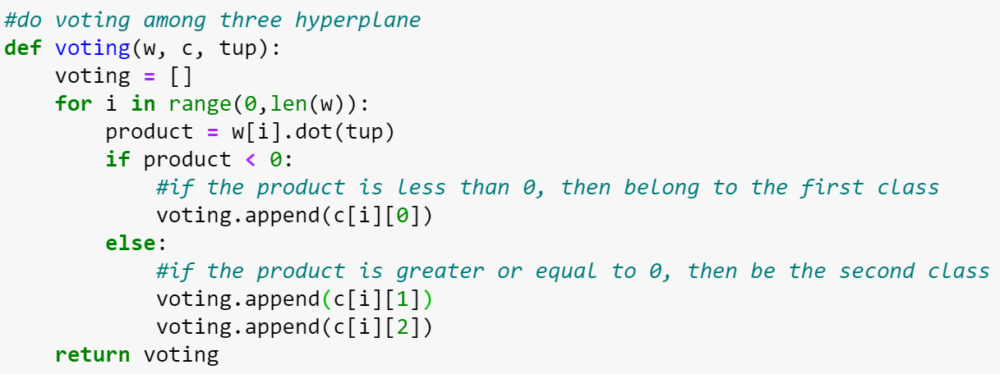 #do voting among three hyperplane
def voting(w, c, tup):
    voting = []
    for i in range(0,len(w)):
        product = w[i].dot(tup)
        if product < 0:
            #if the product is less than 0, then belong to the first class
            voting.append(c[i][0])
        else:
            #if the product is greater or equal to 0, then be the second class
            voting.append(c[i][1])
            voting.append(c[i][2])
    return voting